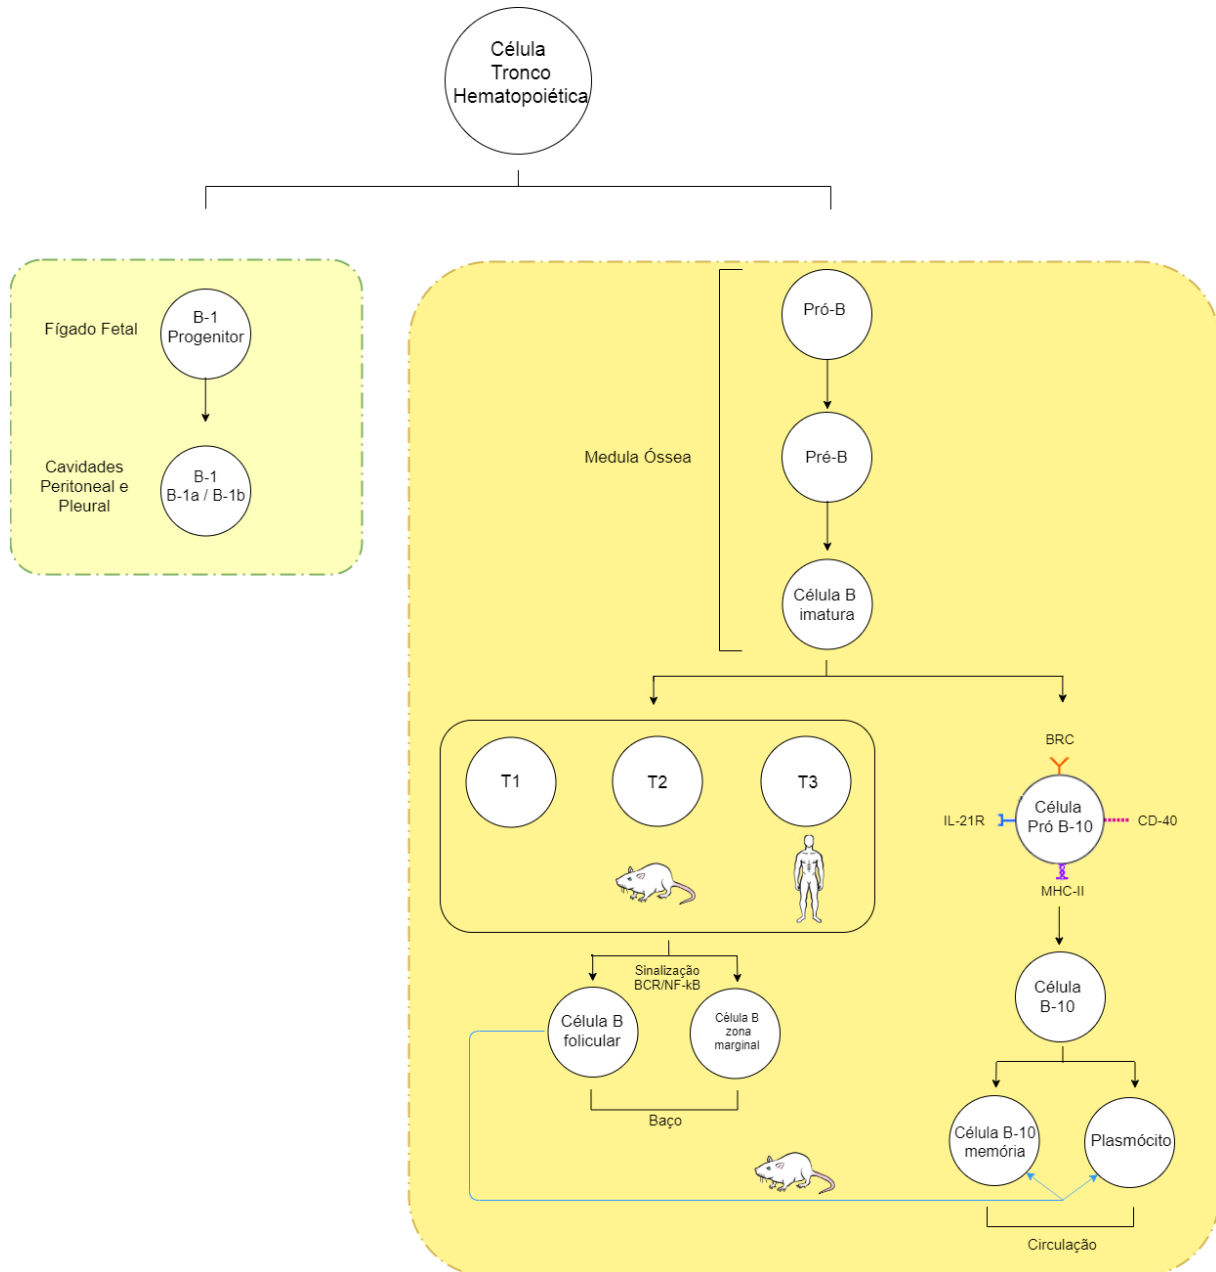 Célula
Tronco
Hematopoiética
Fígado Fetal
B-1
Progenitor
Cavidades
Peritoneal e
Pleural
B-1
B-1a / B-1b
Medula Óssea
Pró-B
Pré-B
Célula B
imatura
T1
T2
T3
BRC
IL-21R
Célula
Pró B-10
CD-40
MHC-II
Sinalização
BCR/NF-kB
Célula B
folicular
Célula B
zona
marginal
Baço
Célula
B-10
Célula B-10
memória
Plasmócito
Circulação